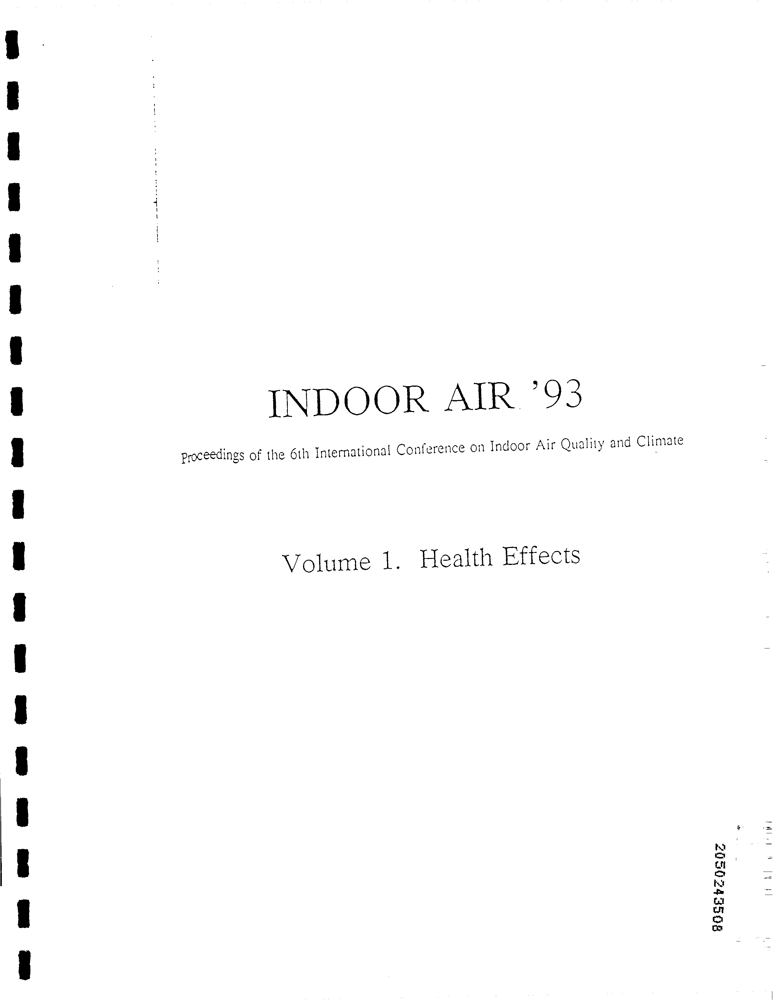 INDOOR AIR '93
Proceedings of the 6th International Conference on Indoor Air Quality and Climate
Volume 1. Health Effects
2050243508